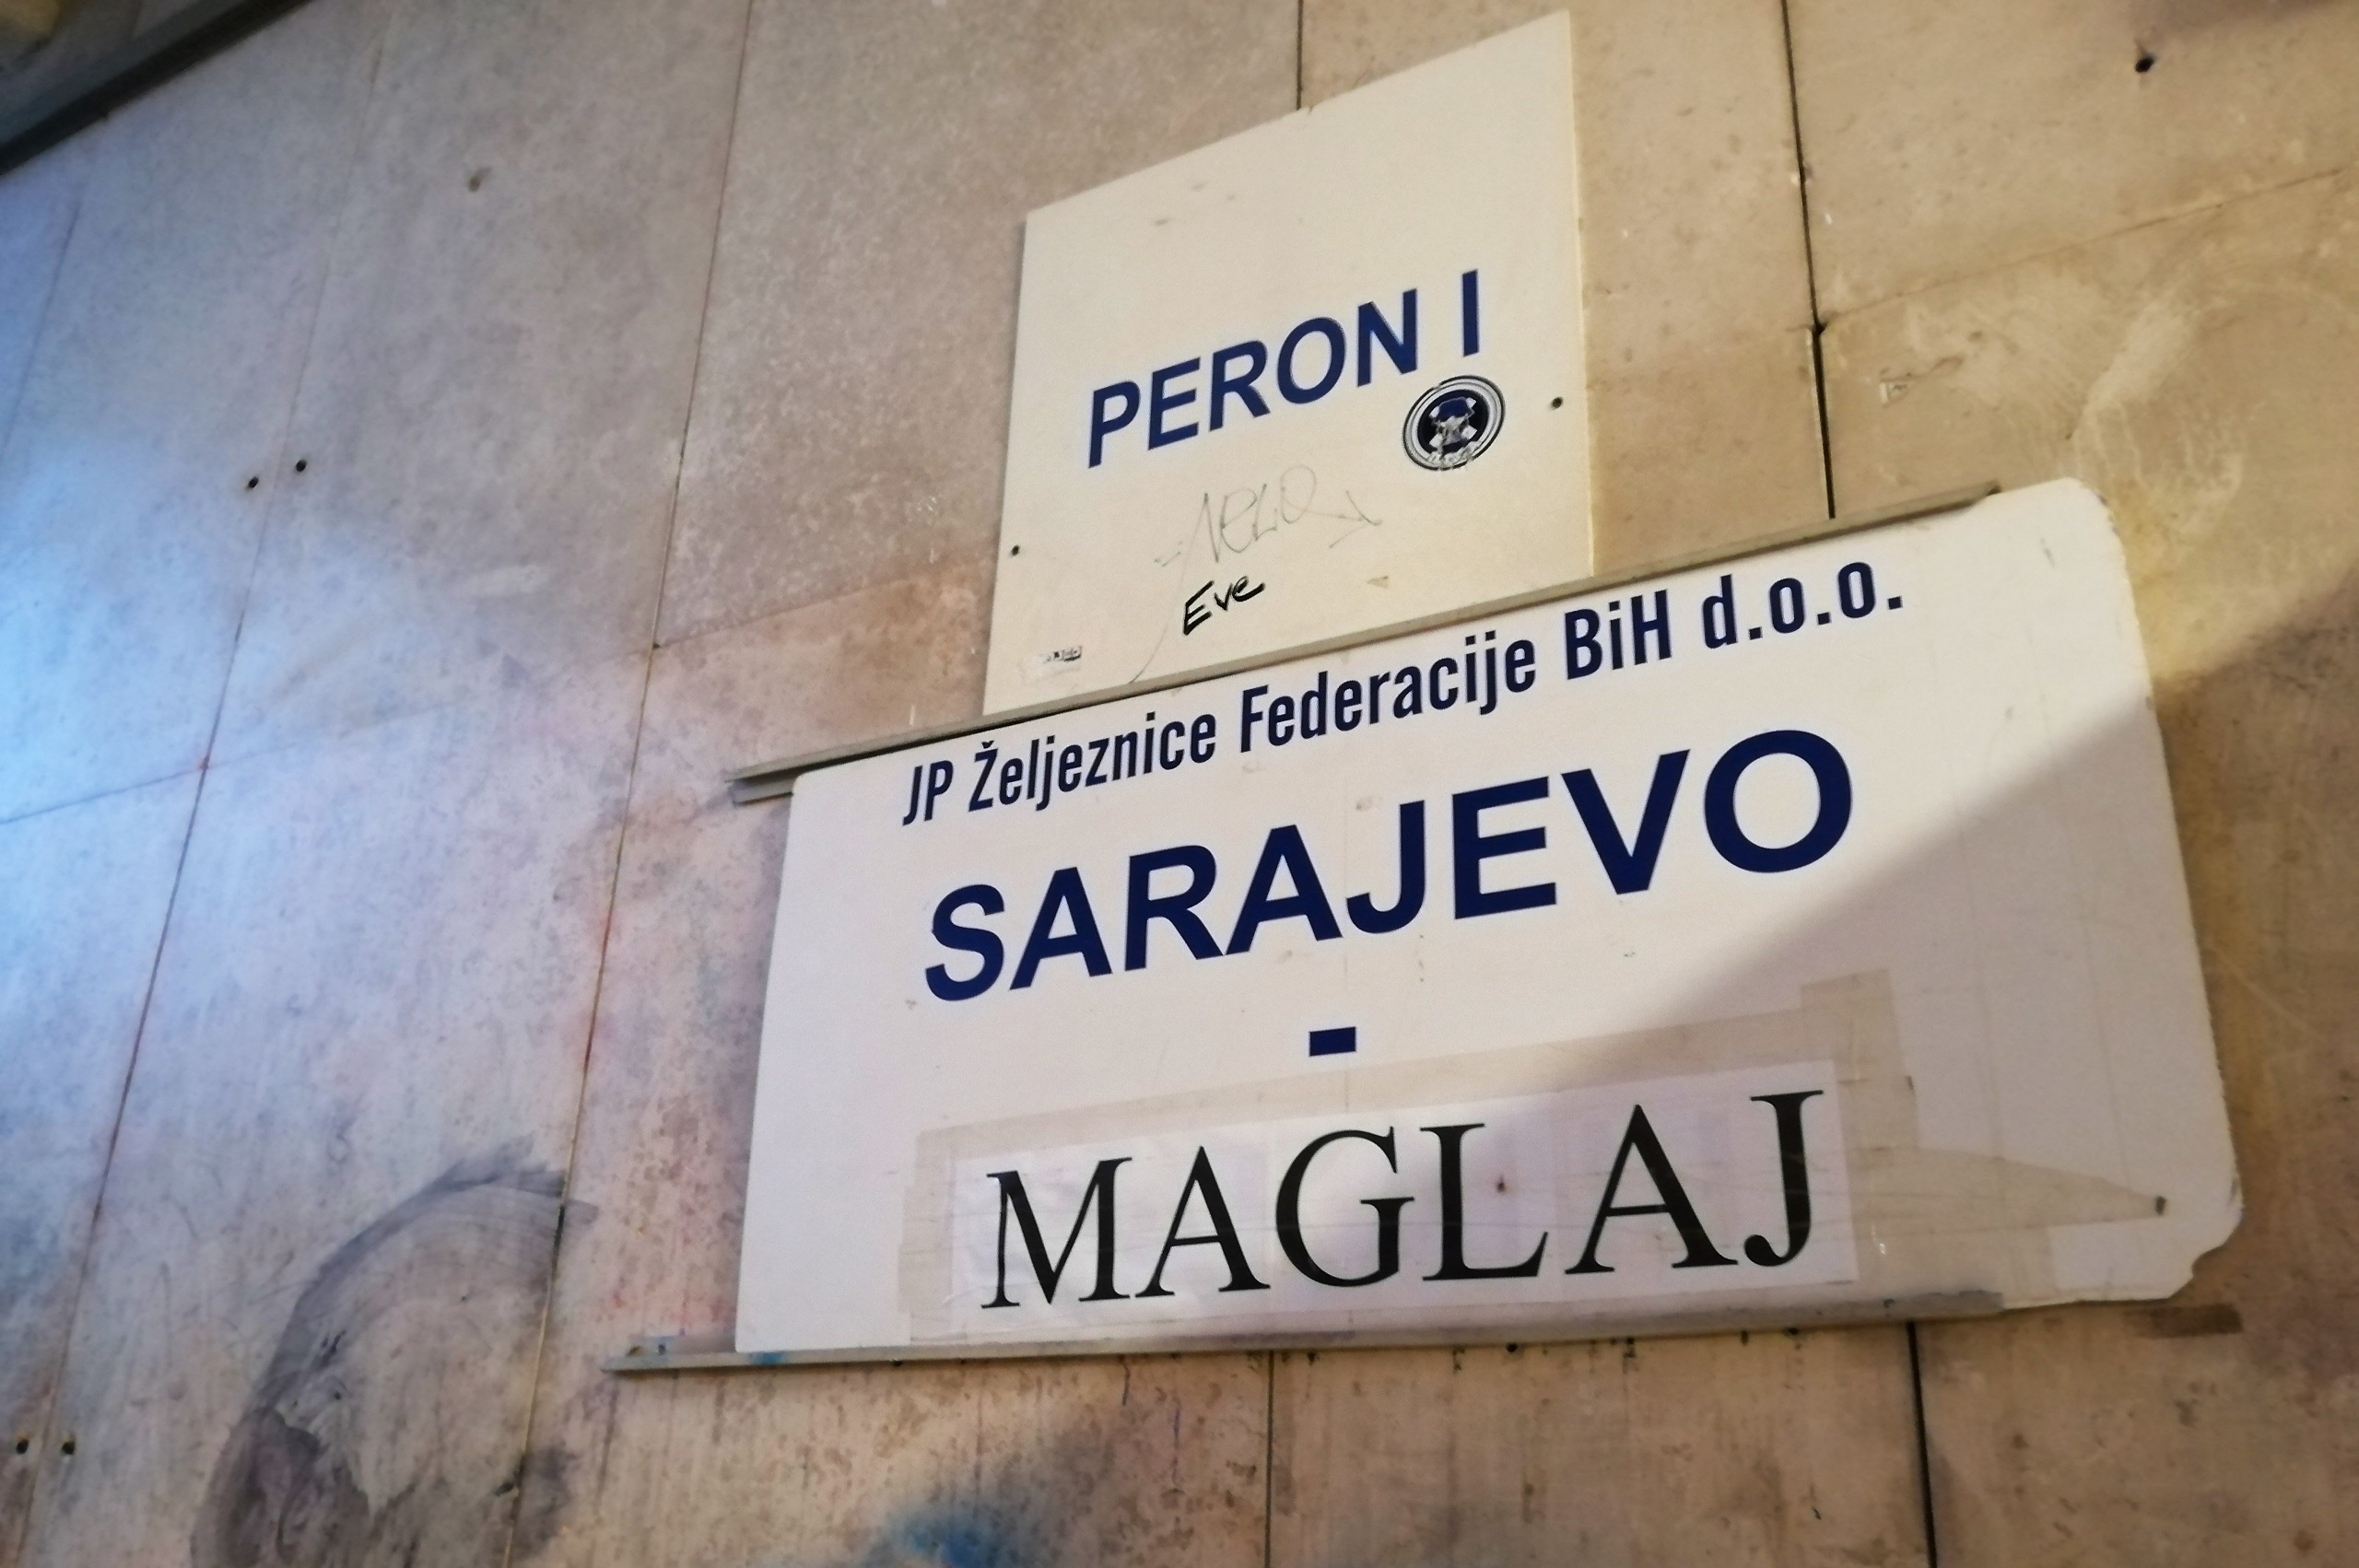 PERON I
Eve
JP Željeznice Federacije BiH d.o.o.
SARAJEVO
-
MAGLAJ